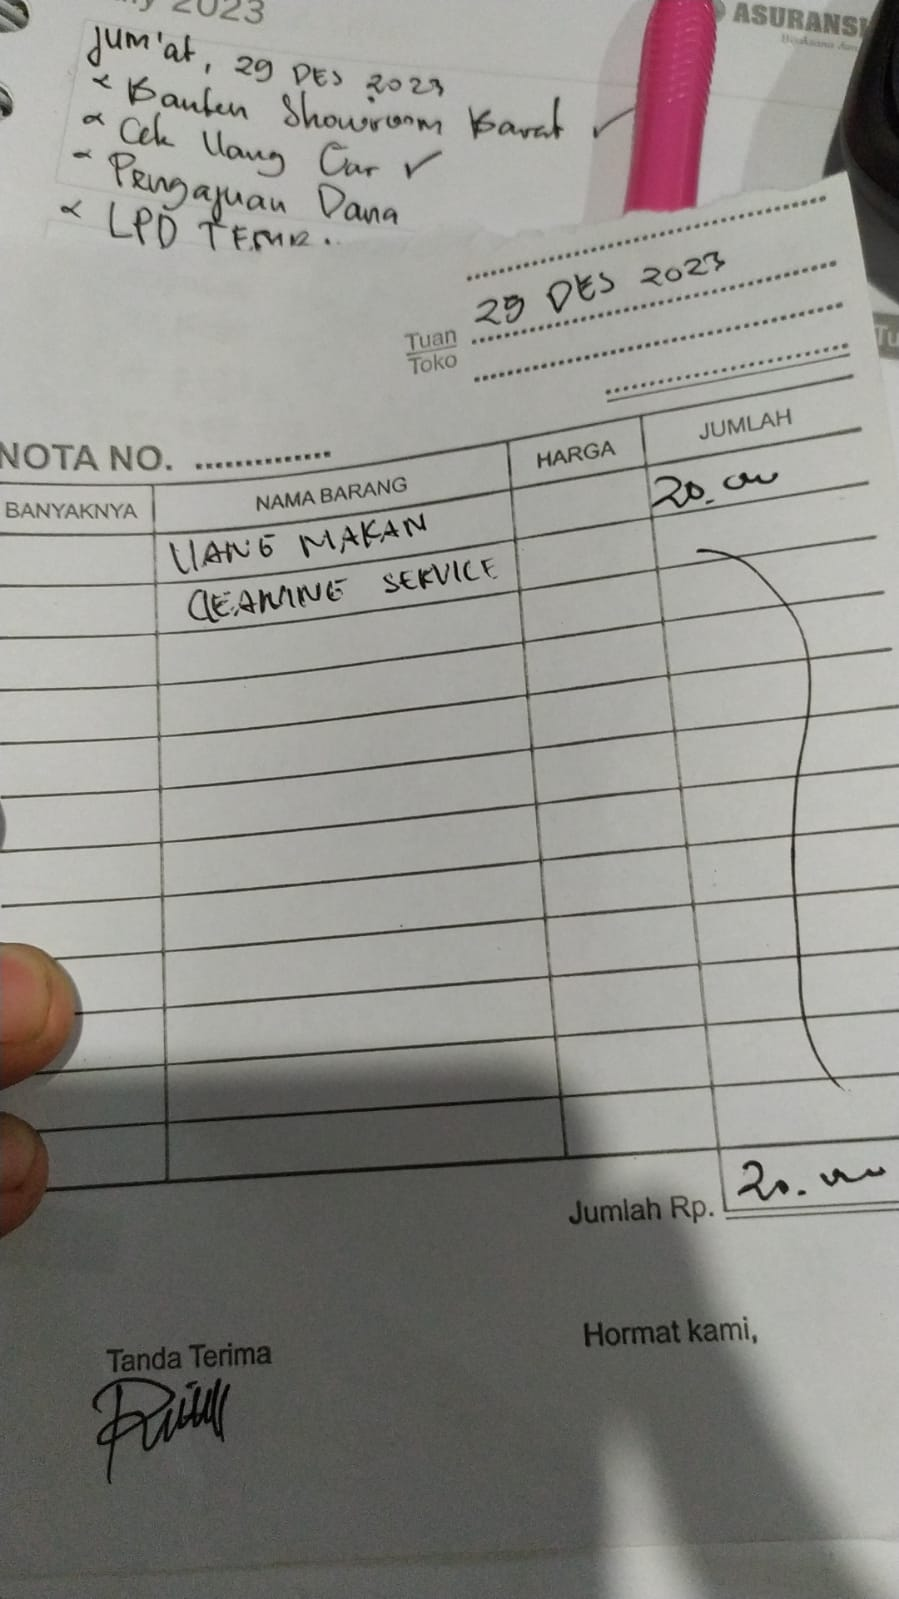 2023
ASURANSI
Jum'at, 29 DES 2023
Banten Showroom Barat ✓
Cek Uang Car ✓
Pengajuan Dana
LPD
29 DES 2023
Tuan
Toko
NOTA NO. ..............
BANYAKNYA NAMA BARANG HARGA JUMLAH
UANG MAKAN 20.000
CLEANING SERVICE
Jumlah Rp. 20.000
Tanda Terima Hormat kami,